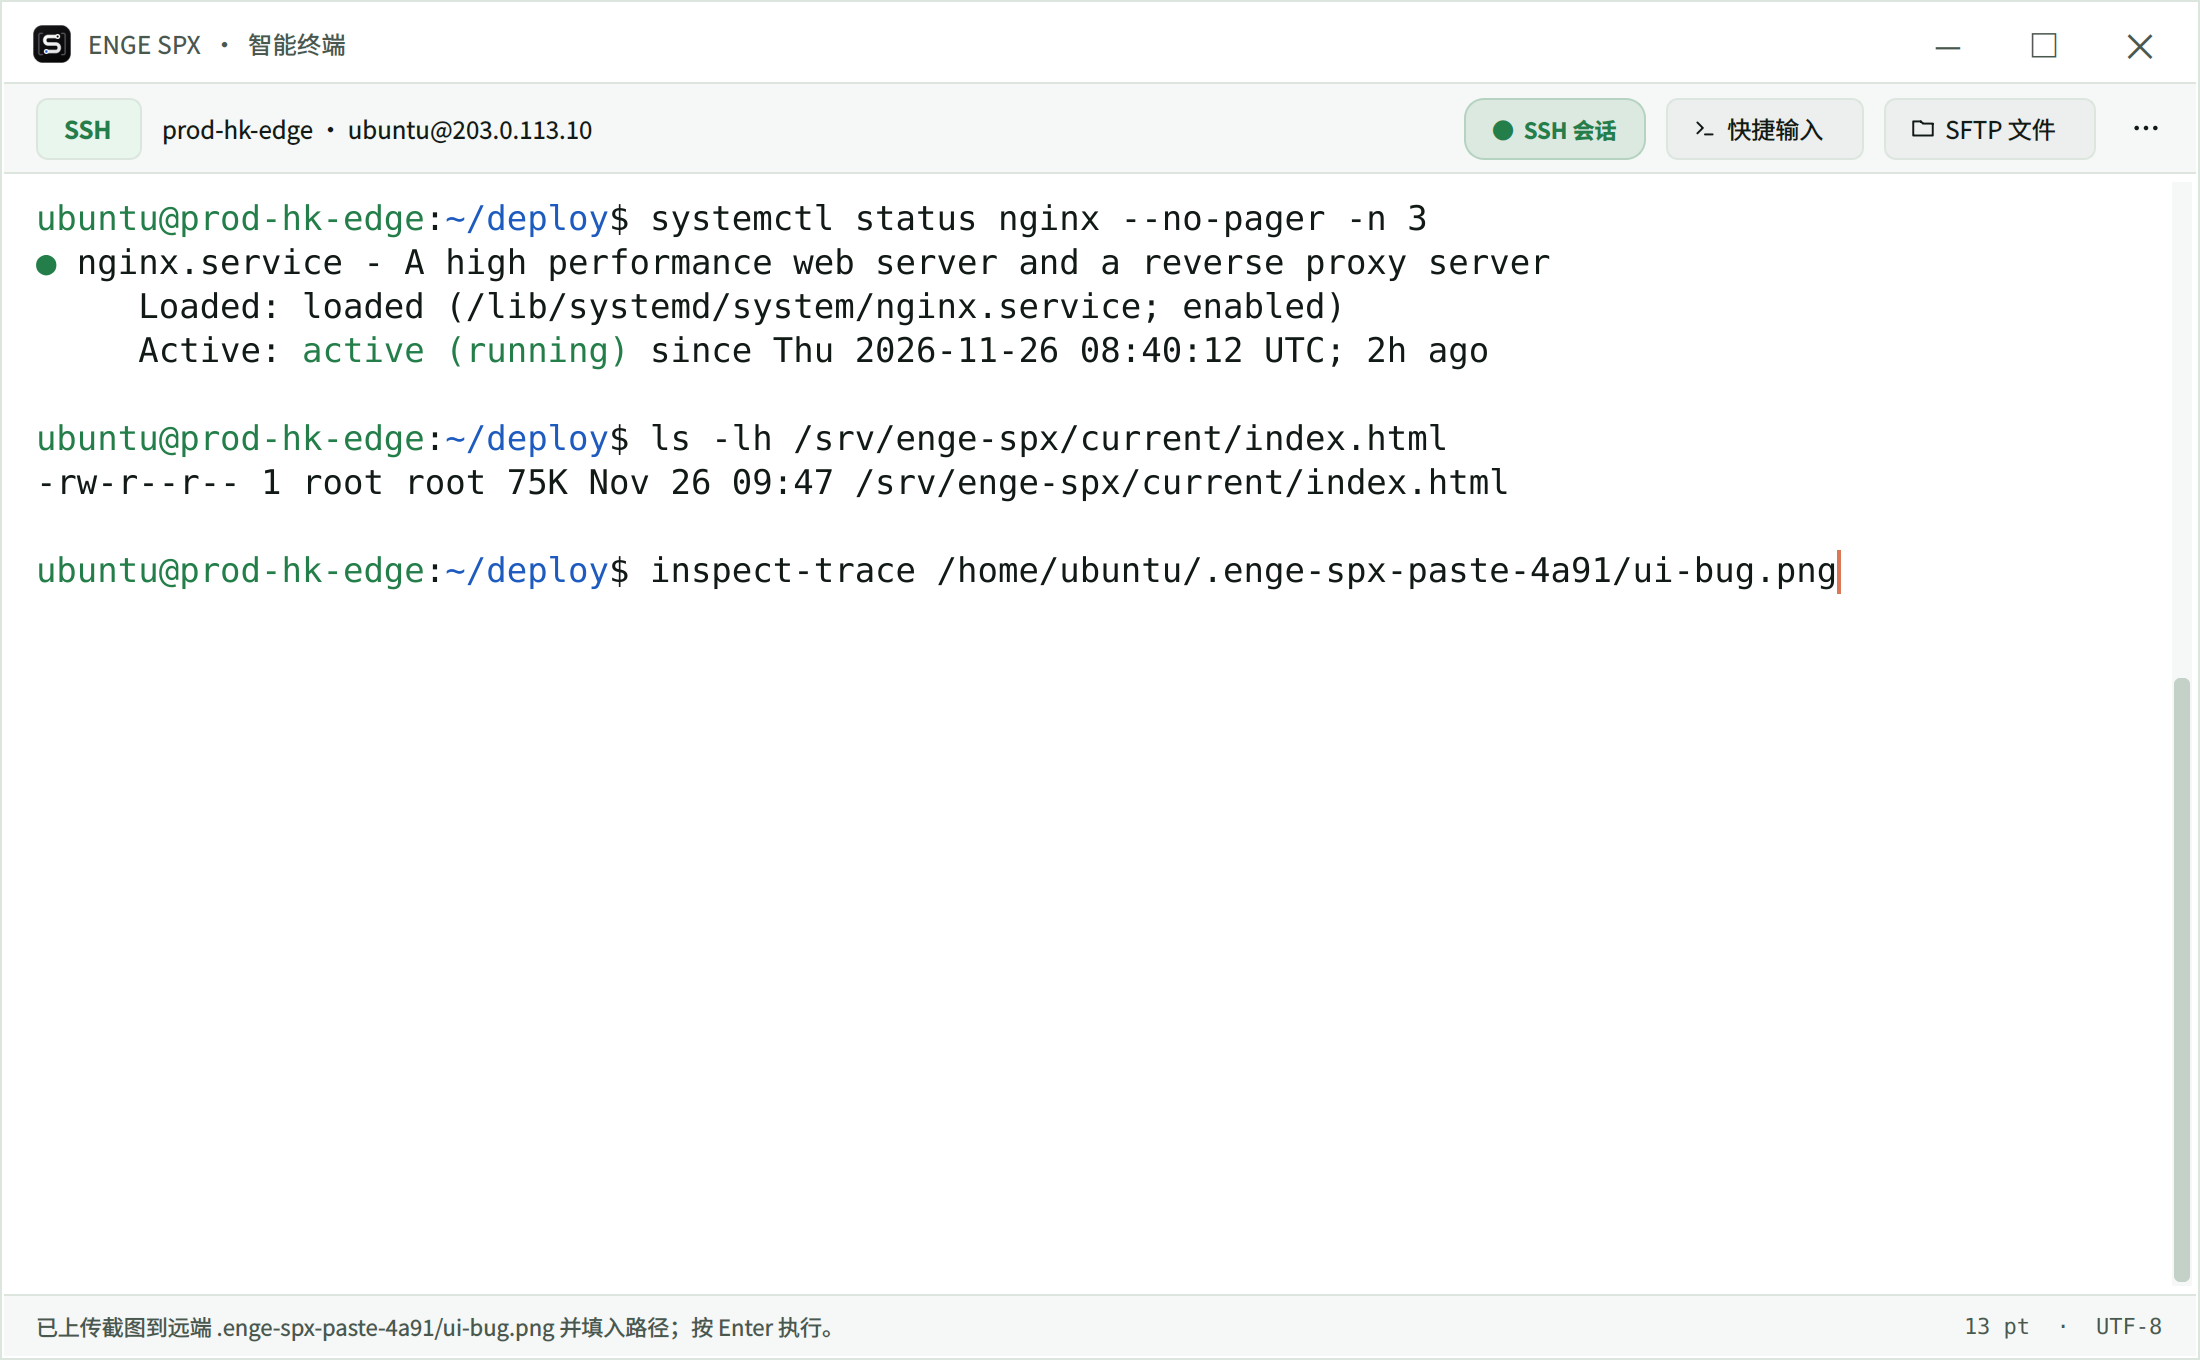 ENGE SPX • 智能终端
SSH prod-hk-edge • ubuntu@203.0.113.10 SSH 会话 快捷输入 SFTP 文件
ubuntu@prod-hk-edge:~/deploy$ systemctl status nginx --no-pager -n 3
● nginx.service - A high performance web server and a reverse proxy server
Loaded: loaded (/lib/systemd/system/nginx.service; enabled)
Active: active (running) since Thu 2026-11-26 08:40:12 UTC; 2h ago
ubuntu@prod-hk-edge:~/deploy$ ls -lh /srv/enge-spx/current/index.html
-rw-r--r-- 1 root root 75K Nov 26 09:47 /srv/enge-spx/current/index.html
ubuntu@prod-hk-edge:~/deploy$ inspect-trace /home/ubuntu/.enge-spx-paste-4a91/ui-bug.png
已上传截图到远端 .enge-spx-paste-4a91/ui-bug.png 并填入路径；按 Enter 执行。 13 pt · UTF-8